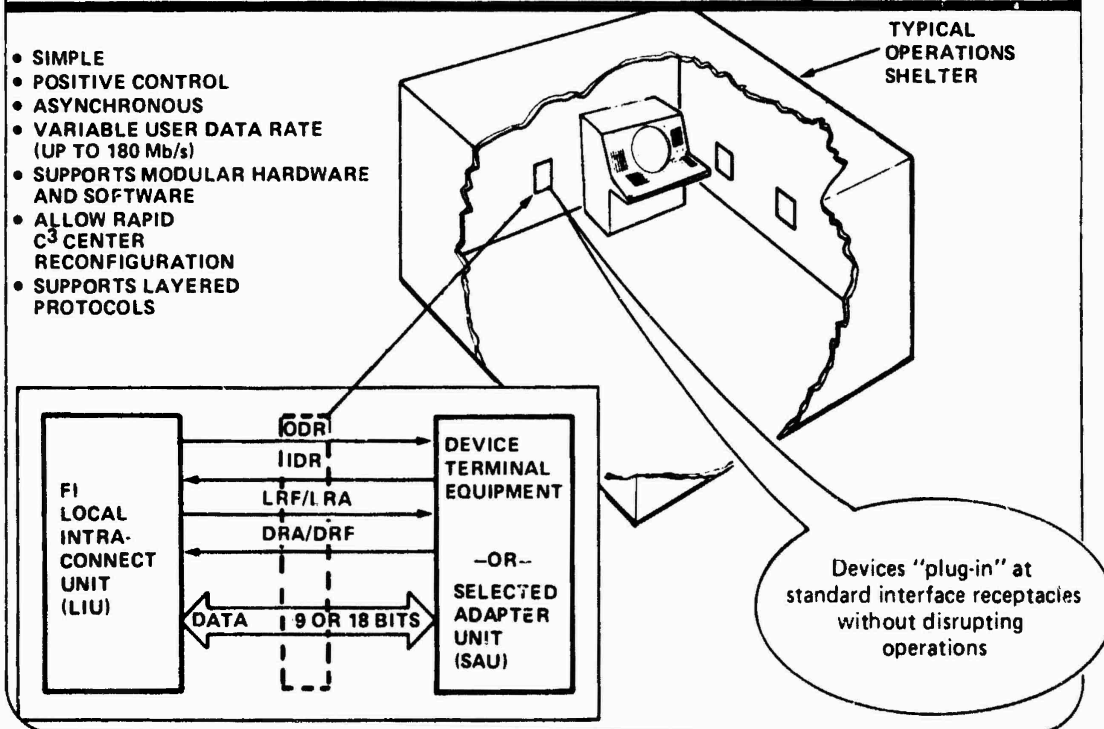 • SIMPLE
• POSITIVE CONTROL
• ASYNCHRONOUS
• VARIABLE USER DATA RATE
(UP TO 180 Mb/s)
• SUPPORTS MODULAR HARDWARE
AND SOFTWARE
• ALLOW RAPID
C³ CENTER
RECONFIGURATION
• SUPPORTS LAYERED
PROTOCOLS
TYPICAL
OPERATIONS
SHELTER
FI
LOCAL
INTRA-
CONNECT
UNIT
(LIU)
ODR
IDR
LRF/LRA
DRA/DRF
DATA 9 OR 18 BITS
DEVICE
TERMINAL
EQUIPMENT
--OR--
SELECTED
ADAPTER
UNIT
(SAU)
Devices "plug-in" at
standard interface receptacles
without disrupting
operations